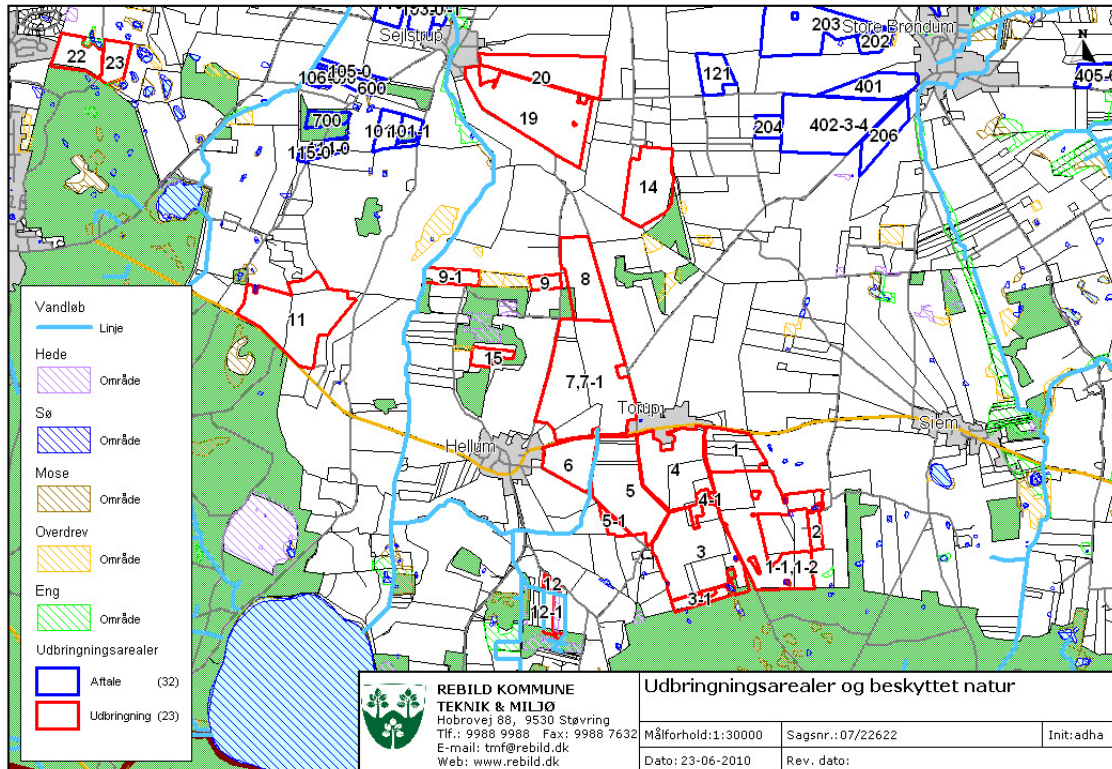 93-0-1
Sejlstrup
203
Store Brøndum
202
N
22
23
105-0
106-0
600
20
121
401
405-0
19
700
101-1
204
402-3-4
206
115-0
14
9-1
9
8
11
15
7,7-1
Torup
Hellum
Siem
6
4
1
5
4-1
5-1
3
2
1-1,1-2
3-1
12
12-1
Vandløb
Linje
Hede
Område
Sø
Område
Mose
Område
Overdrev
Område
Eng
Område
Udbringningsarealer
Aftale (32)
Udbringning (23)
REBILD KOMMUNE
TEKNIK & MILJØ
Hobrovej 88, 9530 Støvring
Tlf.: 9988 9988 Fax: 9988 7632
E-mail: tmf@rebild.dk
Web: www.rebild.dk
Udbringningsarealer og beskyttet natur
Målforhold:1:30000
Sagsnr.:07/22622
Init:adha
Dato: 23-06-2010
Rev. dato: